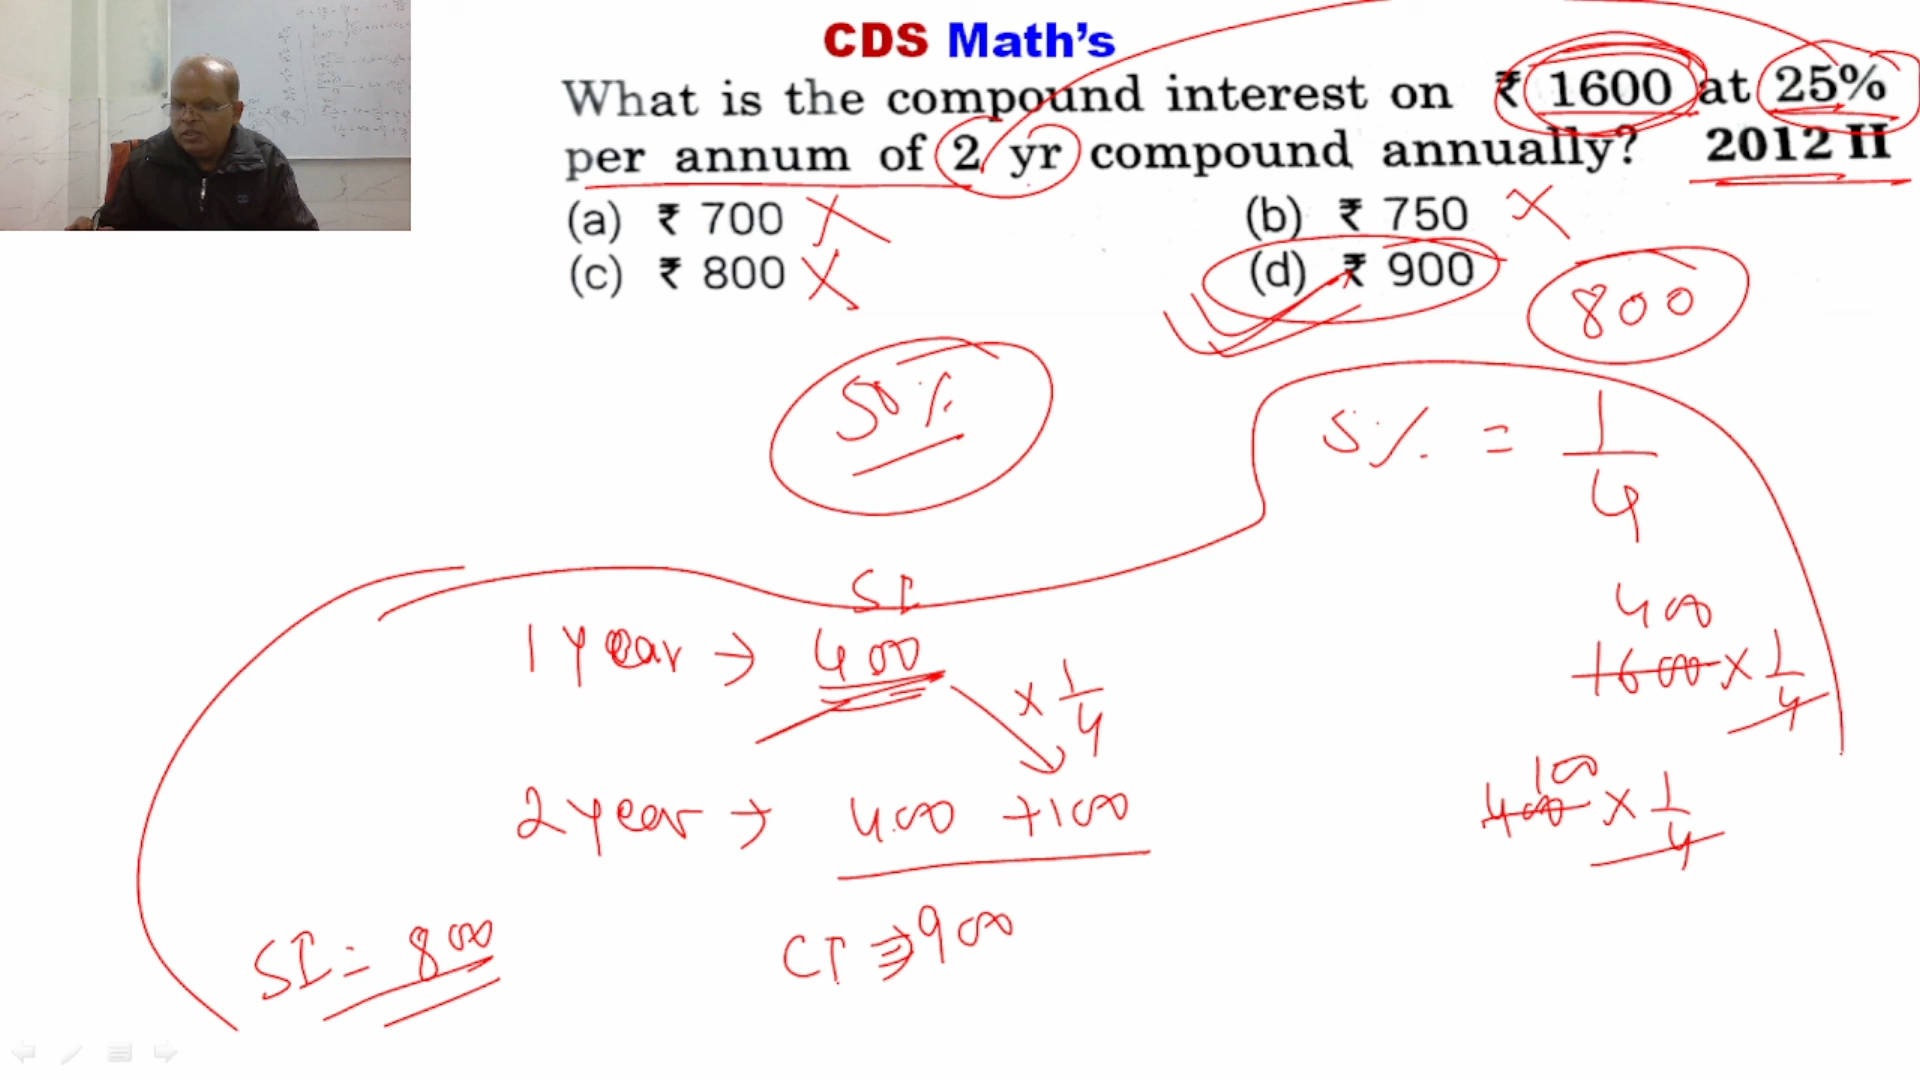 CDS Math's
What is the compound interest on ₹ 1600 at 25%
per annum of 2 yr compound annually? 2012 II
(a) ₹ 700 X
(b) ₹ 750 X
(c) ₹ 800 X
(d) ₹ 900
800
50%
5% = 1/4
SI
400
1 year → 400
1600 × 1/4
× 1/4
100
2 year → 400 + 100
400 × 1/4
SI = 800
CI ⇒ 900